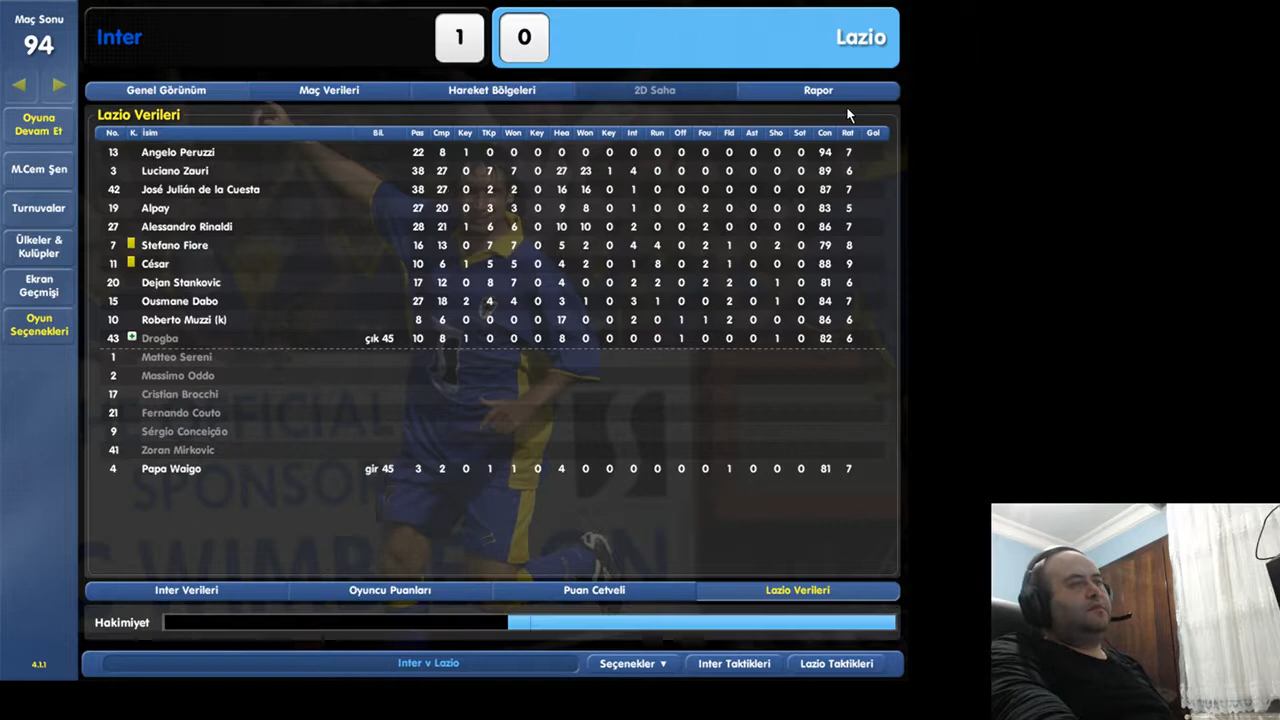 Maç Sonu
94
Oyuna
Devam Et
M.Cem Şen
Turnuvalar
Ülkeler &
Kulüpler
Ekran
Geçmişi
Oyun
Seçenekleri
4.1.1
Inter 1 0 Lazio
Genel Görünüm Maç Verileri Hareket Bölgeleri 2D Saha Rapor
Lazio Verileri
No. K. İsim Bil. Pas Cmp Key TKp Won Key Hea Won Key Int Run Off Fou Fld Ast Sho Sot Con Rat Gol
13 Angelo Peruzzi 22 8 1 0 0 0 0 0 0 0 0 0 0 0 0 0 0 94 7
3 Luciano Zauri 38 27 0 7 7 0 27 23 1 4 0 0 0 0 0 0 0 89 6
42 José Julián de la Cuesta 38 27 0 2 2 0 16 16 0 1 0 0 0 0 0 0 0 87 7
19 Alpay 27 20 0 3 3 0 9 8 0 1 0 0 2 0 0 0 0 83 5
27 Alessandro Rinaldi 28 21 1 6 6 0 10 10 0 2 0 0 2 0 0 0 0 86 7
7 Stefano Fiore 16 13 0 7 7 0 5 2 0 4 4 0 2 1 0 2 0 79 8
11 César 10 6 1 5 5 0 4 2 0 1 8 0 2 1 0 0 0 88 9
20 Dejan Stankovic 17 12 0 8 7 0 4 0 0 2 2 0 2 2 0 1 0 81 6
15 Ousmane Dabo 27 18 2 4 4 0 3 1 0 3 1 0 0 2 0 1 0 84 7
10 Roberto Muzzi (k) 8 6 0 0 0 0 17 0 0 2 0 1 1 2 0 0 0 86 6
43 Drogba çık 45 10 8 1 0 0 0 8 0 0 0 0 1 0 0 0 1 0 82 6
1 Matteo Sereni
2 Massimo Oddo
17 Cristian Brocchi
21 Fernando Couto
9 Sérgio Conceição
41 Zoran Mirkovic
4 Papa Waigo gir 45 3 2 0 1 1 0 4 0 0 0 0 0 0 1 0 0 0 81 7
SPONSOR
WIMB
Inter Verileri Oyuncu Puanları Puan Cetveli Lazio Verileri
Hakimiyet
Inter v Lazio Seçenekler ▼ Inter Taktikleri Lazio Taktikleri